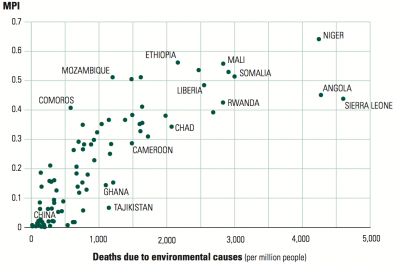 MPI
0.7
NIGER
0.6
ETHIOPIA
MALI
MOZAMBIQUE
SOMALIA
0.5
LIBERIA
ANGOLA
COMOROS
RWANDA
SIERRA LEONE
0.4
CHAD
0.3
CAMEROON
0.2
GHANA
0.1
TAJIKISTAN
CHINA
0
0 1,000 2,000 3,000 4,000 5,000
Deaths due to environmental causes (per million people)